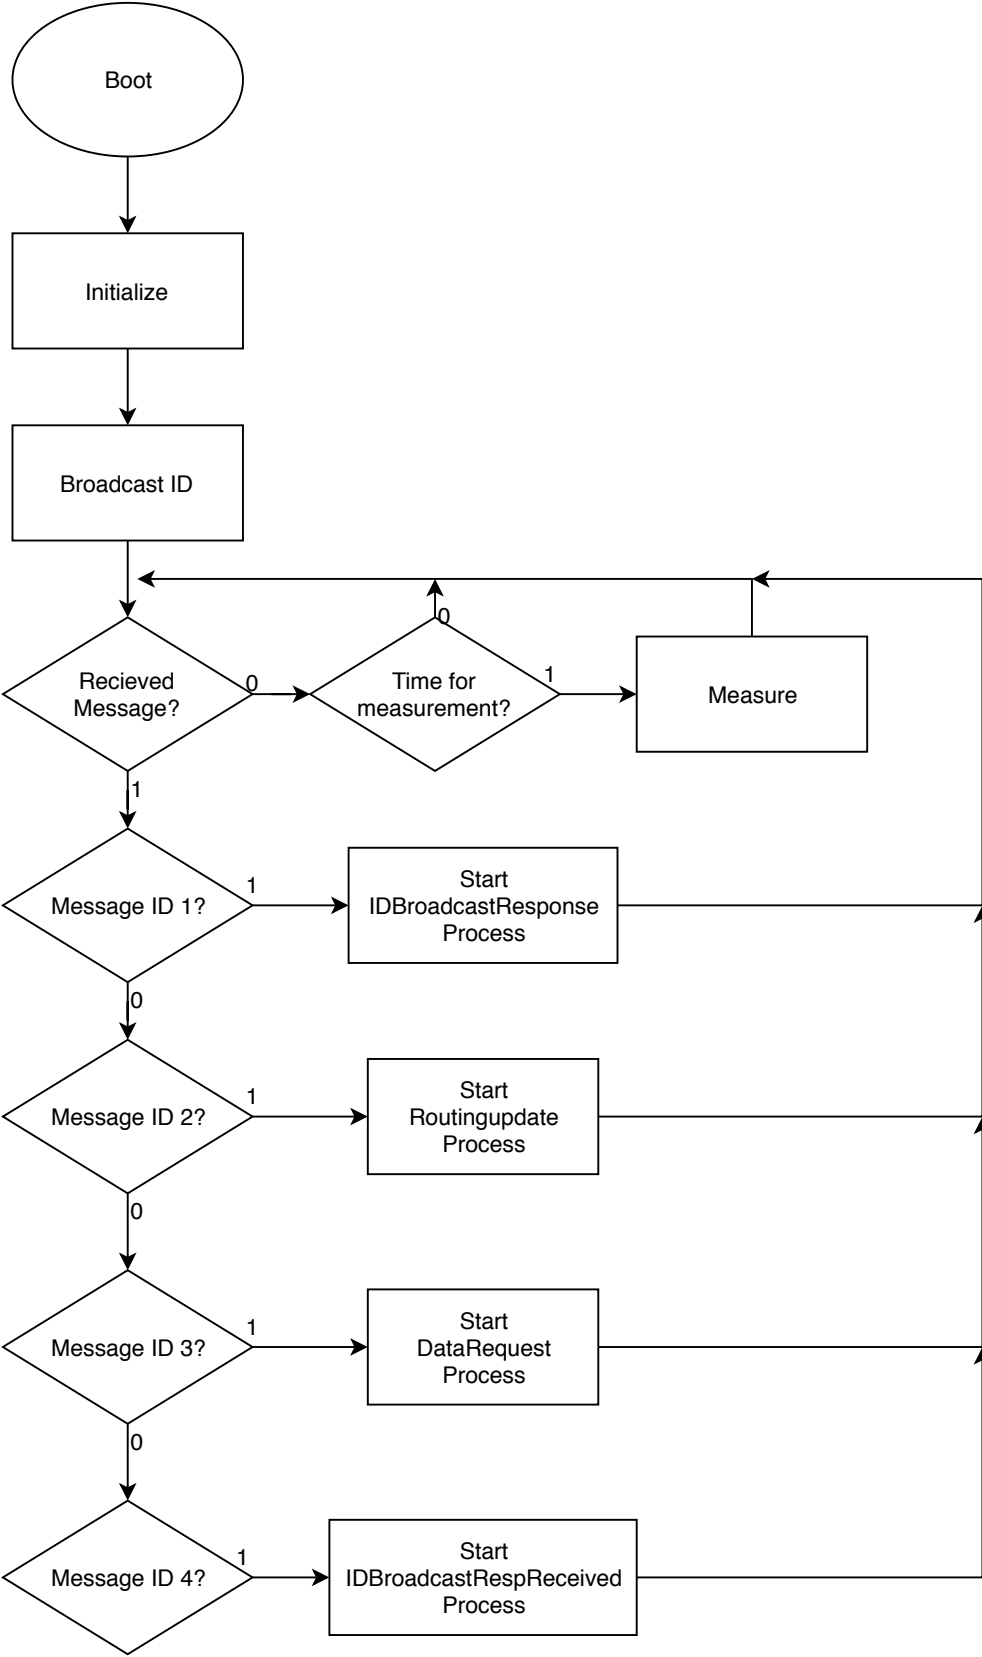 Boot
Initialize
Broadcast ID
Recieved
Message?
0
Time for
measurement?
0
1
Measure
1
Message ID 1?
1
Start
IDBroadcastResponse
Process
0
Message ID 2?
1
Start
Routingupdate
Process
0
Message ID 3?
1
Start
DataRequest
Process
0
Message ID 4?
1
Start
IDBroadcastRespReceived
Process